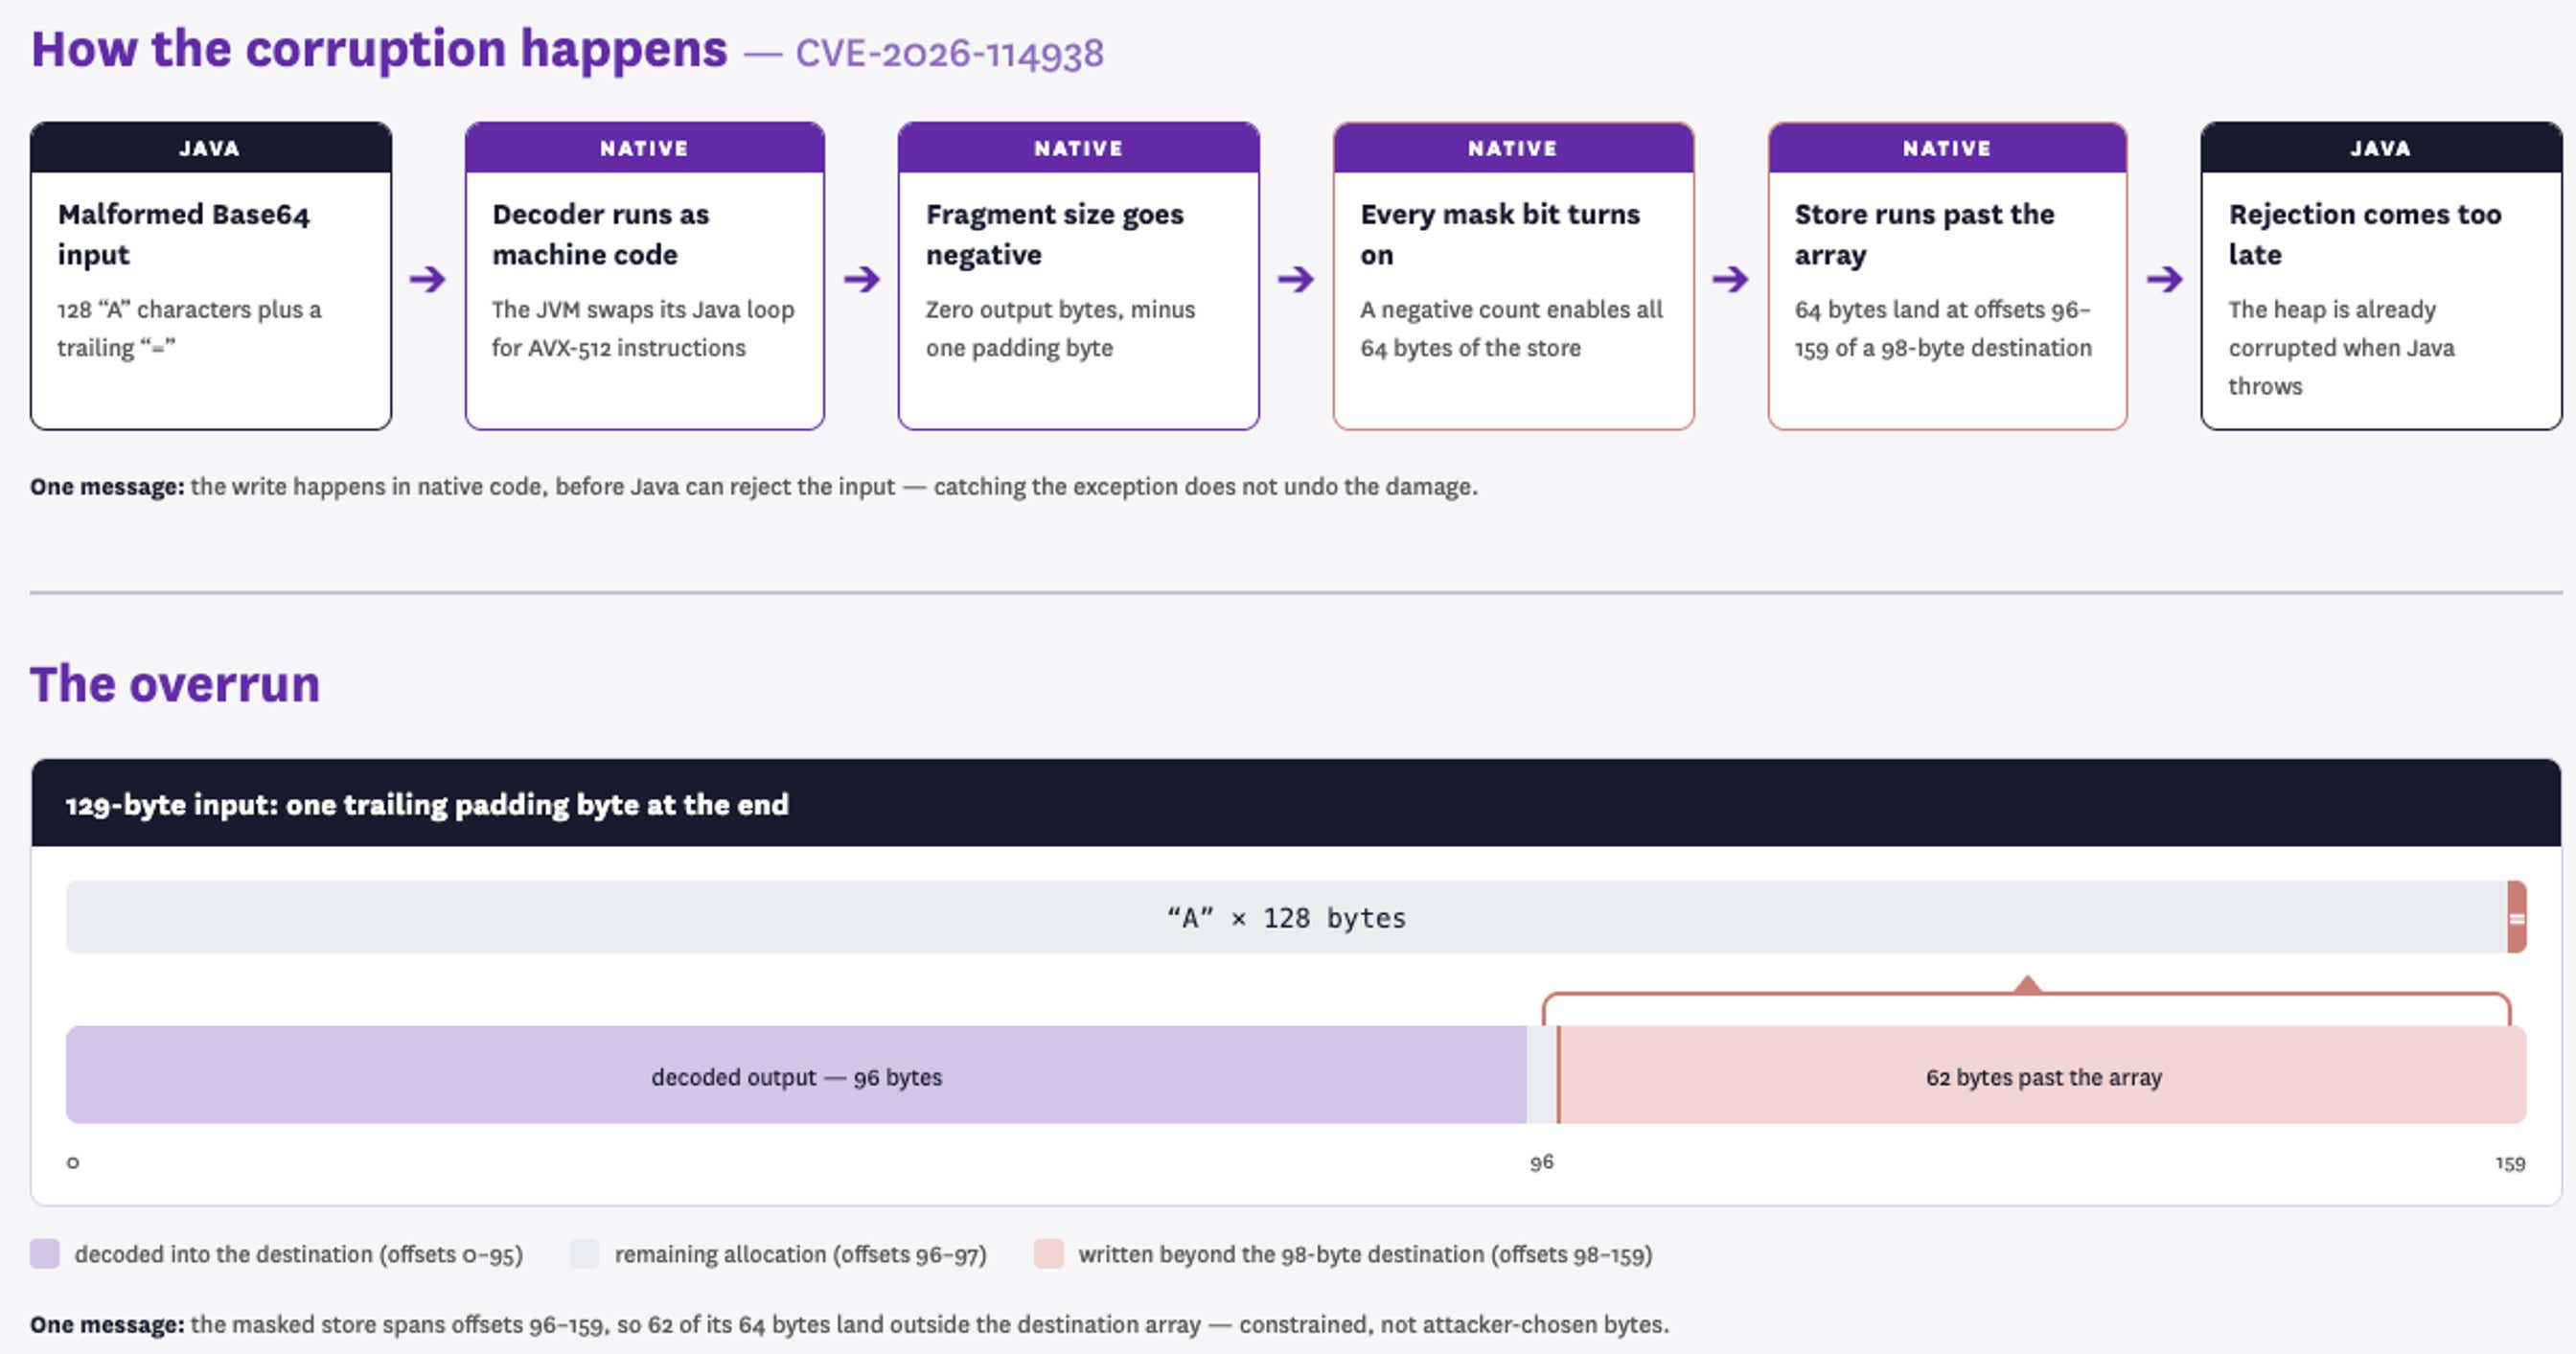 How the corruption happens — CVE-2026-114938
JAVA
Malformed Base64
input
128 “A” characters plus a
trailing “=”
NATIVE
Decoder runs as
machine code
The JVM swaps its Java loop
for AVX-512 instructions
NATIVE
Fragment size goes
negative
Zero output bytes, minus
one padding byte
NATIVE
Every mask bit turns
on
A negative count enables all
64 bytes of the store
NATIVE
Store runs past the
array
64 bytes land at offsets 96–
159 of a 98-byte destination
JAVA
Rejection comes too
late
The heap is already
corrupted when Java
throws
One message: the write happens in native code, before Java can reject the input — catching the exception does not undo the damage.
The overrun
129-byte input: one trailing padding byte at the end
“A” × 128 bytes
=
decoded output — 96 bytes
62 bytes past the array
0
96
159
decoded into the destination (offsets 0–95)
remaining allocation (offsets 96–97)
written beyond the 98-byte destination (offsets 98–159)
One message: the masked store spans offsets 96–159, so 62 of its 64 bytes land outside the destination array — constrained, not attacker-chosen bytes.